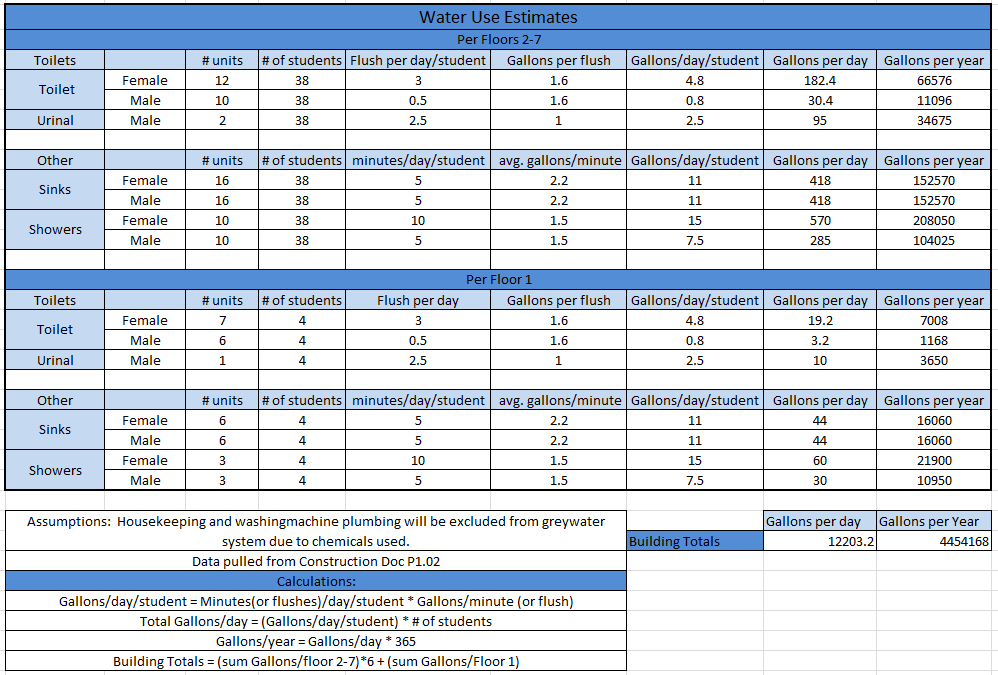 Water Use Estimates
Per Floors 2-7
Toilets # units # of students Flush per day/student Gallons per flush Gallons/day/student Gallons per day Gallons per year
Toilet Female 12 38 3 1.6 4.8 182.4 66576
Male 10 38 0.5 1.6 0.8 30.4 11096
Urinal Male 2 38 2.5 1 2.5 95 34675
Other # units # of students minutes/day/student avg. gallons/minute Gallons/day/student Gallons per day Gallons per year
Sinks Female 16 38 5 2.2 11 418 152570
Male 16 38 5 2.2 11 418 152570
Showers Female 10 38 10 1.5 15 570 208050
Male 10 38 5 1.5 7.5 285 104025
Per Floor 1
Toilets # units # of students Flush per day Gallons per flush Gallons/day/student Gallons per day Gallons per year
Toilet Female 7 4 3 1.6 4.8 19.2 7008
Male 6 4 0.5 1.6 0.8 3.2 1168
Urinal Male 1 4 2.5 1 2.5 10 3650
Other # units # of students minutes/day/student avg. gallons/minute Gallons/day/student Gallons per day Gallons per year
Sinks Female 6 4 5 2.2 11 44 16060
Male 6 4 5 2.2 11 44 16060
Showers Female 3 4 10 1.5 15 60 21900
Male 3 4 5 1.5 7.5 30 10950
Assumptions: Housekeeping and washingmachine plumbing will be excluded from greywater
system due to chemicals used.
Data pulled from Construction Doc P1.02
Calculations:
Gallons/day/student = Minutes(or flushes)/day/student * Gallons/minute (or flush)
Total Gallons/day = (Gallons/day/student) * # of students
Gallons/year = Gallons/day * 365
Building Totals = (sum Gallons/floor 2-7)*6 + (sum Gallons/Floor 1)
Gallons per day Gallons per Year
Building Totals 12203.2 4454168